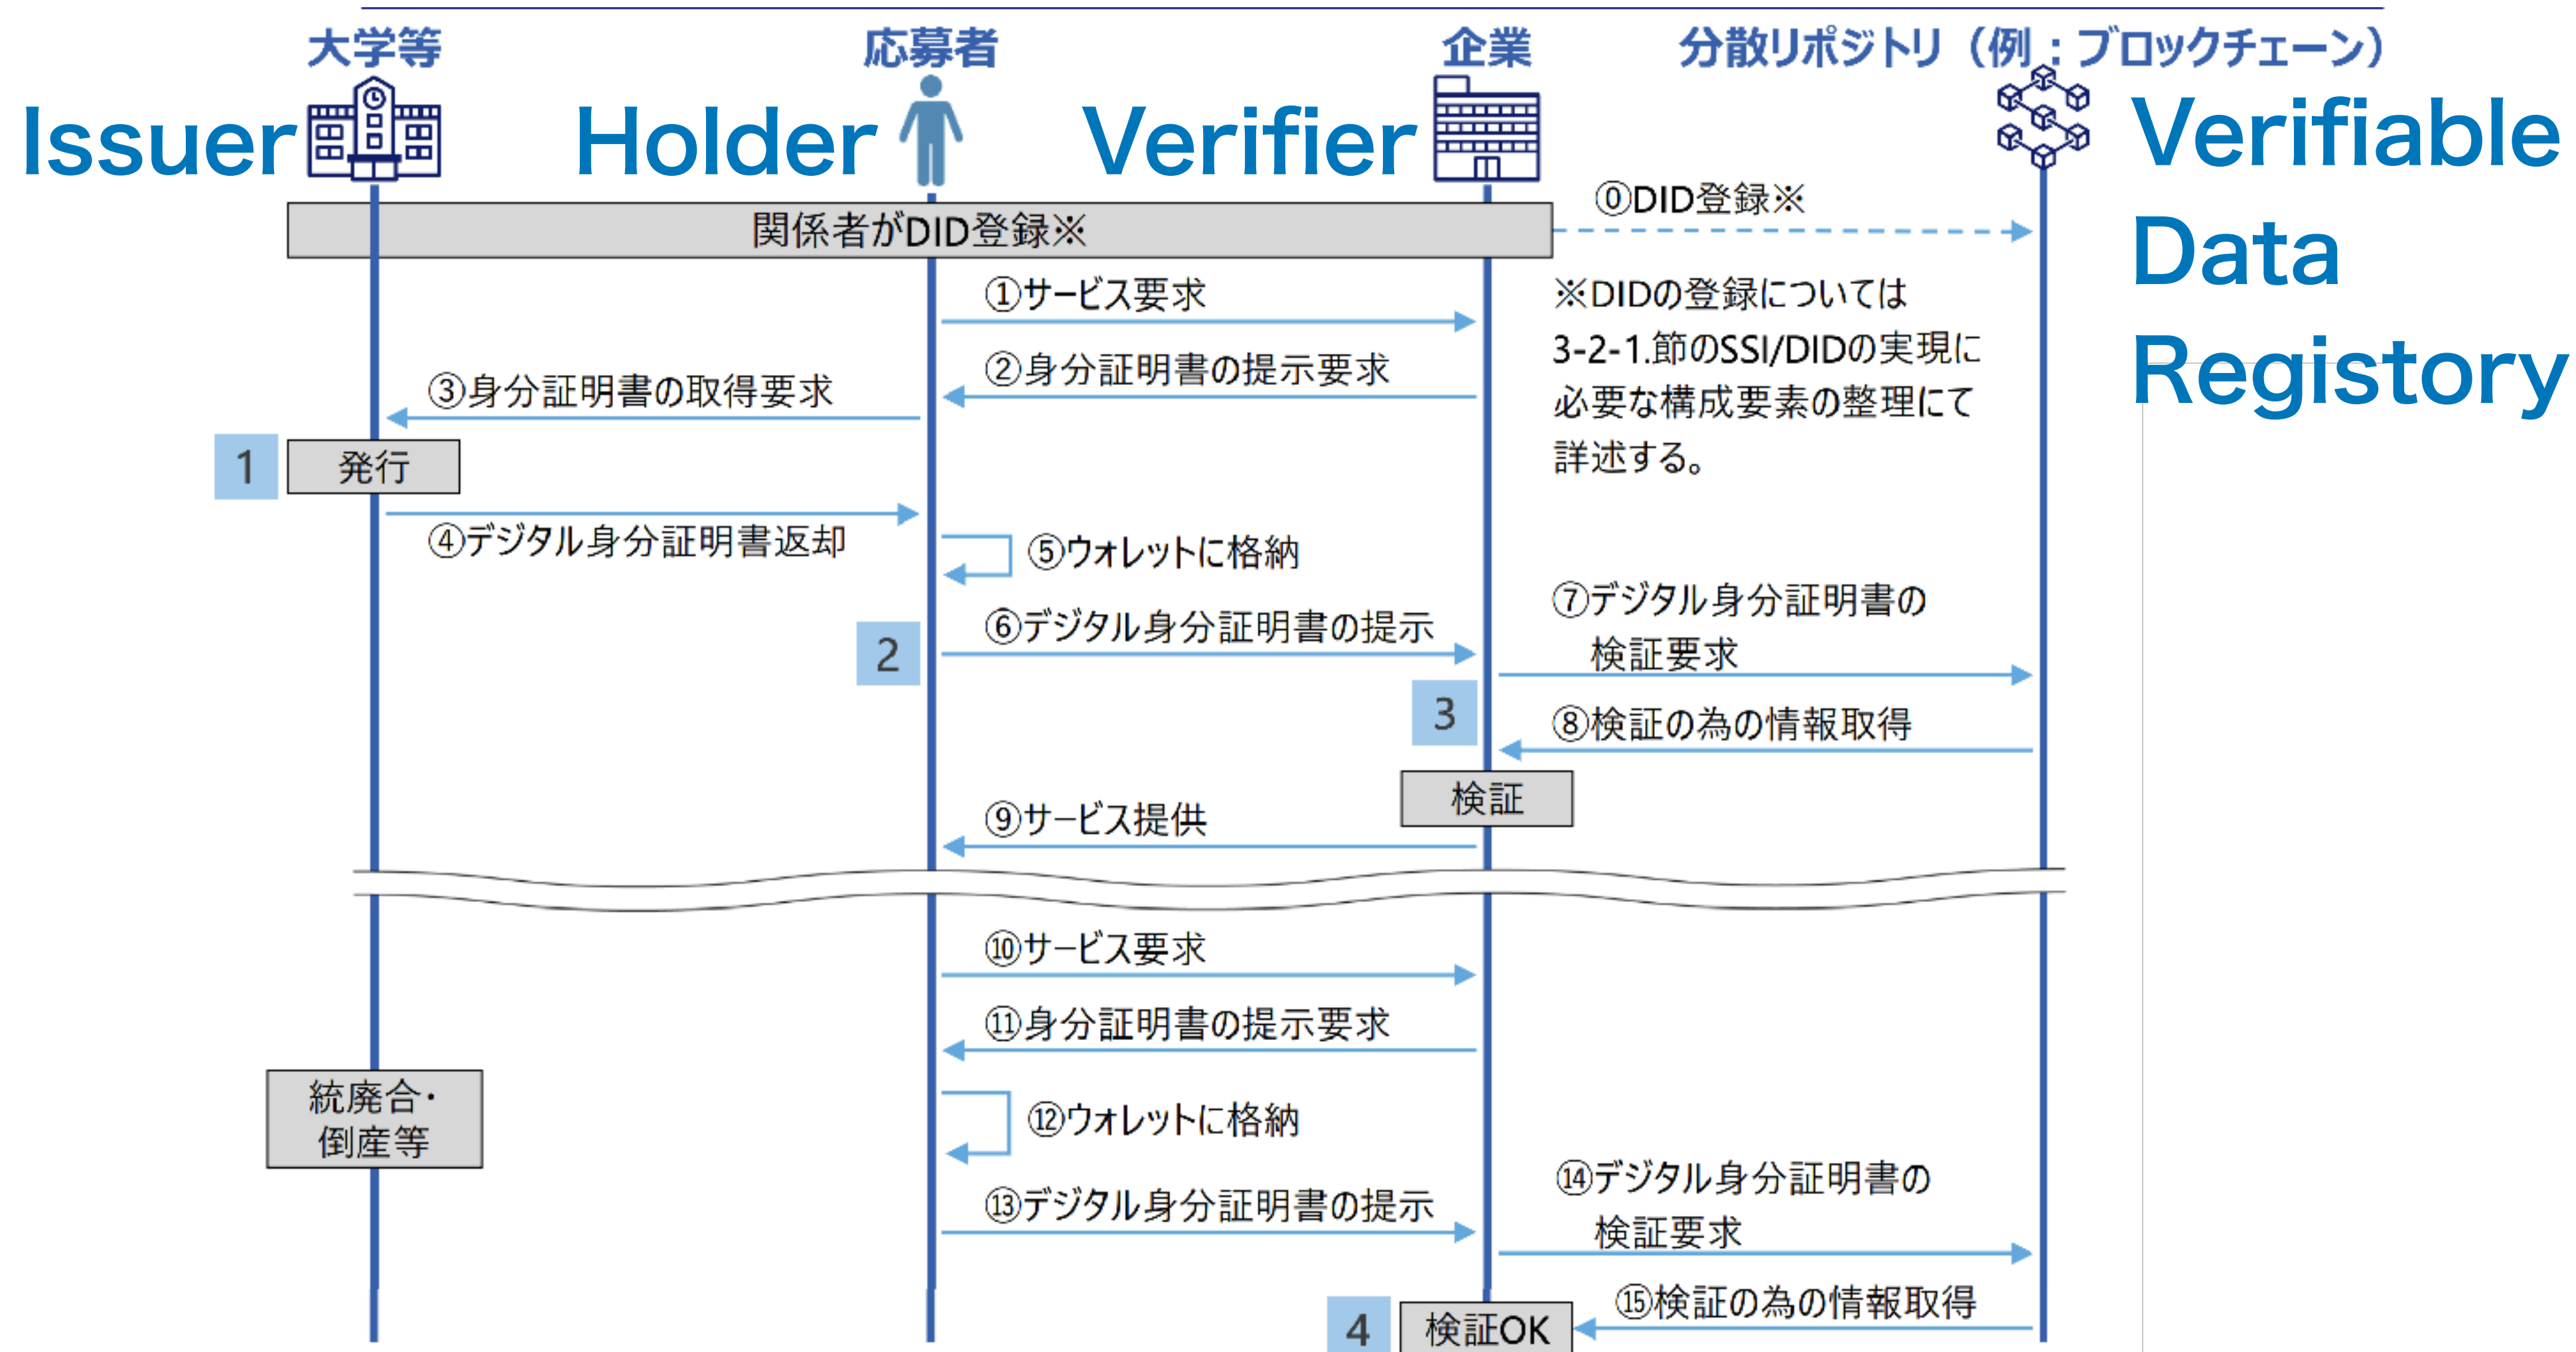 大学等
応募者
企業
分散リポジトリ（例：ブロックチェーン）
Issuer
Holder
Verifier
Verifiable
Data
Registory
関係者がDID登録※
⓪DID登録※
①サービス要求
※DIDの登録については
3-2-1.節のSSI/DIDの実現に
必要な構成要素の整理にて
詳述する。
②身分証明書の提示要求
③身分証明書の取得要求
1
発行
④デジタル身分証明書返却
⑤ウォレットに格納
⑥デジタル身分証明書の提示
2
⑦デジタル身分証明書の
検証要求
3
⑧検証の為の情報取得
検証
⑨サービス提供
⑩サービス要求
⑪身分証明書の提示要求
統廃合・
倒産等
⑫ウォレットに格納
⑬デジタル身分証明書の提示
⑭デジタル身分証明書の
検証要求
⑮検証の為の情報取得
4
検証OK